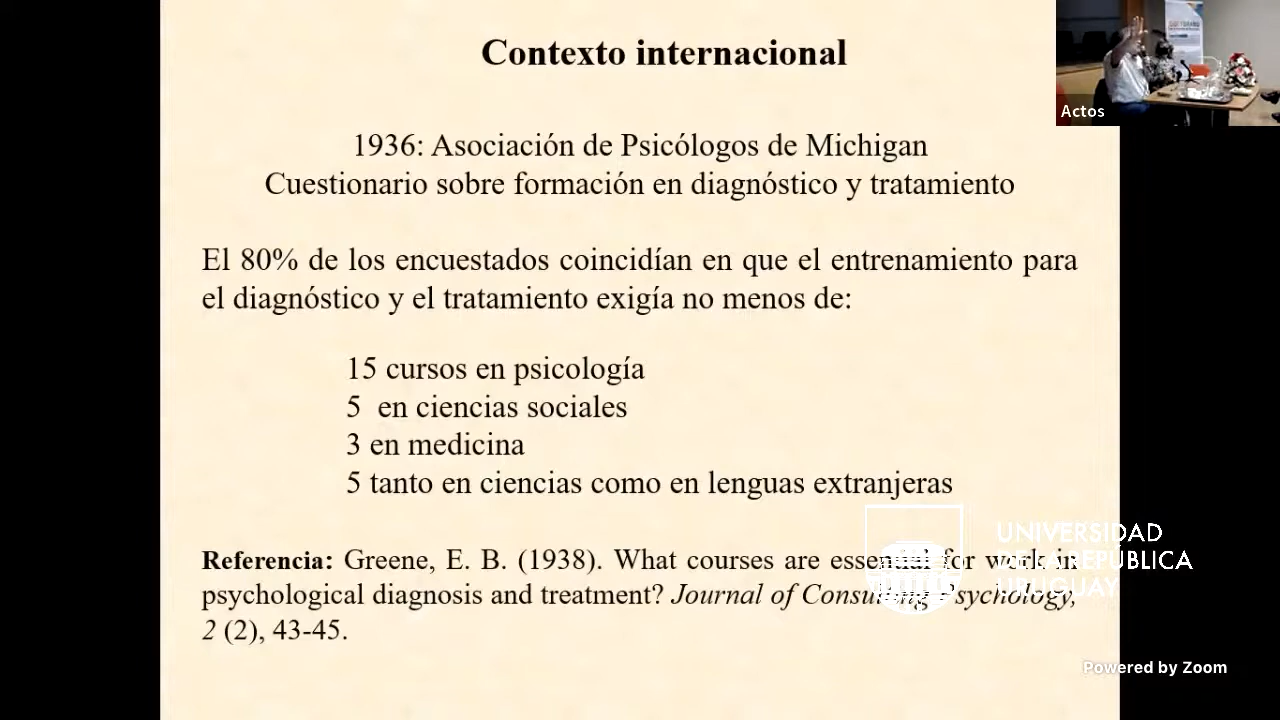 Contexto internacional
Actos
1936: Asociación de Psicólogos de Michigan
Cuestionario sobre formación en diagnóstico y tratamiento
El 80% de los encuestados coincidían en que el entrenamiento para
el diagnóstico y el tratamiento exigía no menos de:
15 cursos en psicología
5 en ciencias sociales
3 en medicina
5 tanto en ciencias como en lenguas extranjeras
Referencia: Greene, E. B. (1938). What courses are essential for work in
psychological diagnosis and treatment? Journal of Consulting Psychology,
2 (2), 43-45.
UNIVERSIDAD
DE LA REPÚBLICA
URUGUAY
Powered by Zoom